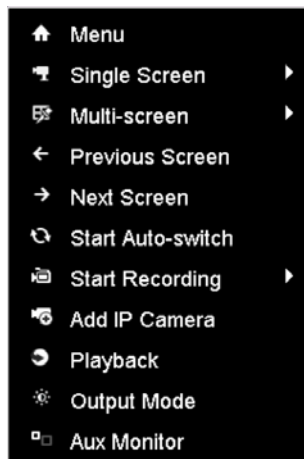 Menu
Single Screen
Multi-screen
Previous Screen
Next Screen
Start Auto-switch
Start Recording
Add IP Camera
Playback
Output Mode
Aux Monitor